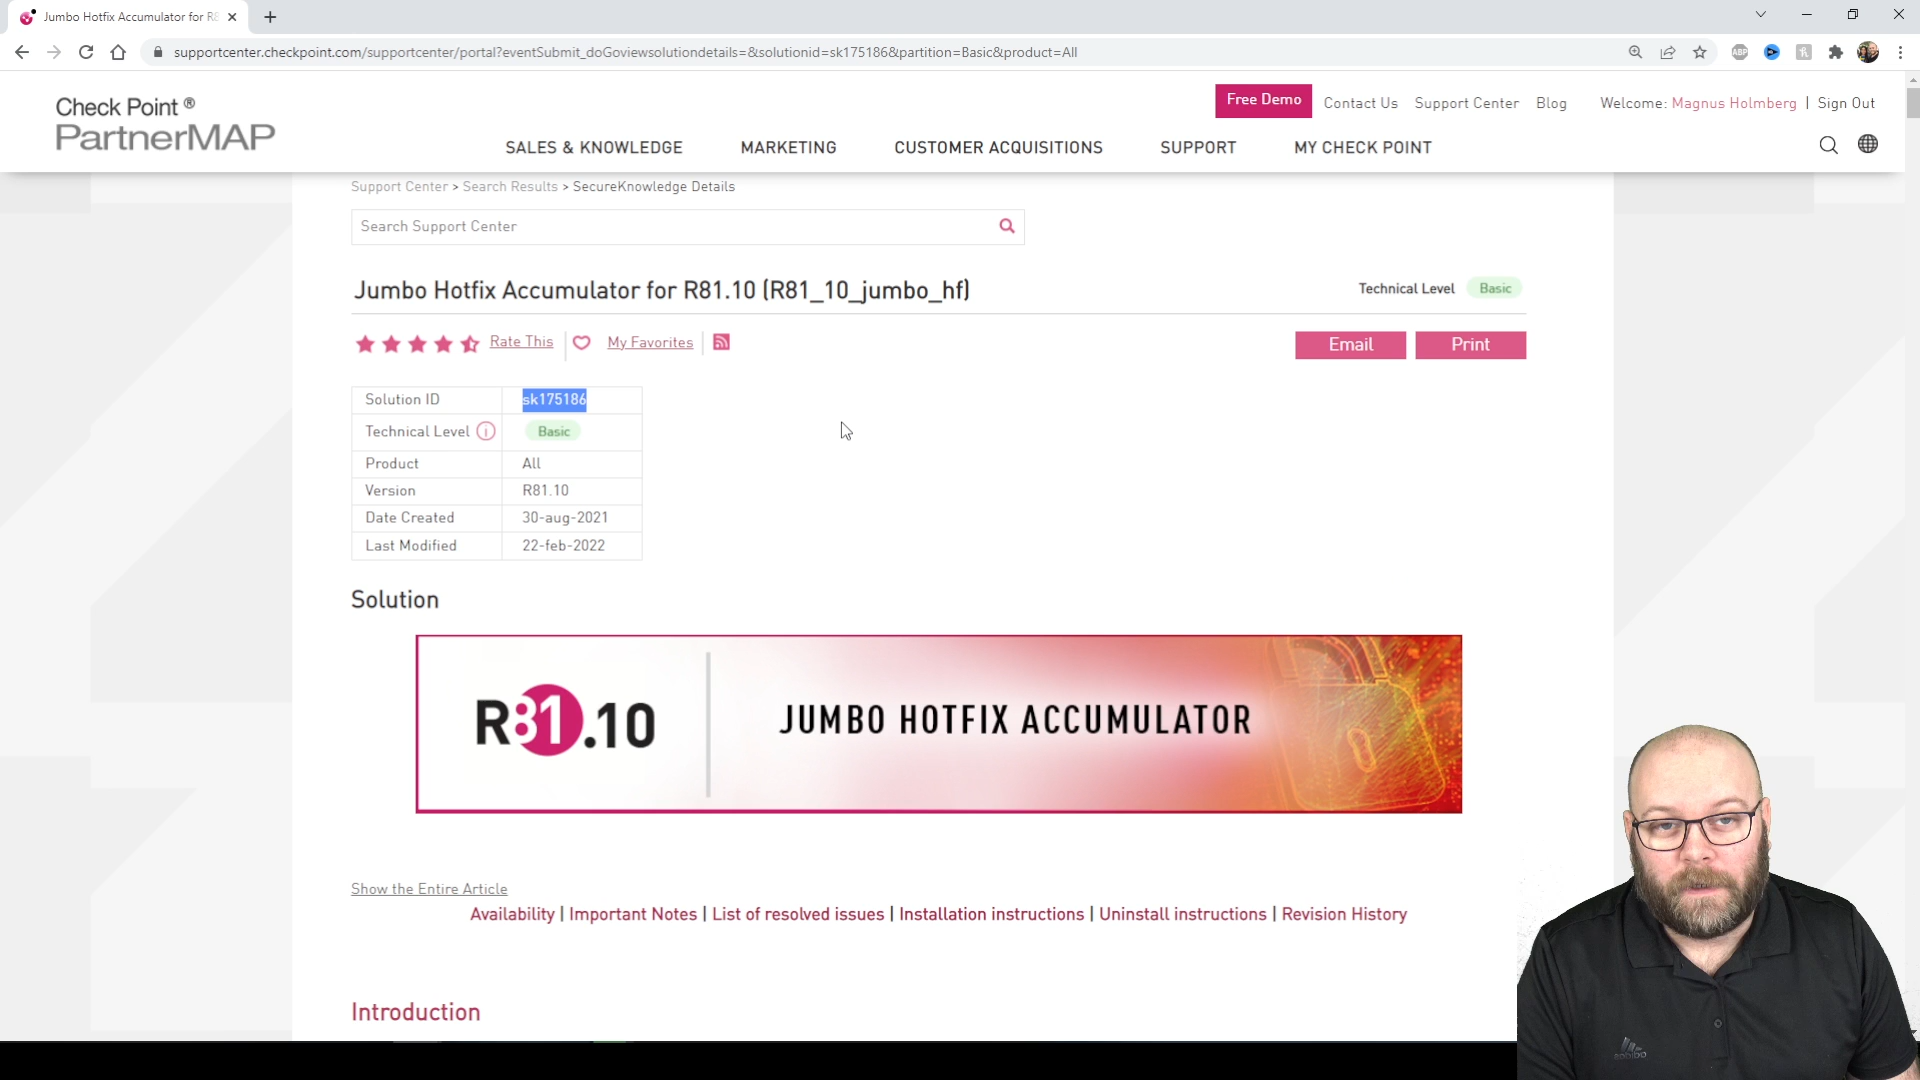 Jumbo Hotfix Accumulator for R8
supportcenter.checkpoint.com/supportcenter/portal?eventSubmit_doGoviewsolutiondetails=&solutionid=sk175186&partition=Basic&product=All
ABP
Check Point ®
PartnerMAP
Free Demo
Contact Us
Support Center
Blog
Welcome: Magnus Holmberg | Sign Out
SALES & KNOWLEDGE
MARKETING
CUSTOMER ACQUISITIONS
SUPPORT
MY CHECK POINT
Support Center > Search Results > SecureKnowledge Details
Search Support Center
Jumbo Hotfix Accumulator for R81.10 (R81_10_jumbo_hf)
Technical Level Basic
Rate This
My Favorites
Email
Print
Solution ID sk175186
Technical Level i Basic
Product All
Version R81.10
Date Created 30-aug-2021
Last Modified 22-feb-2022
Solution
R81.10
JUMBO HOTFIX ACCUMULATOR
Show the Entire Article
Availability | Important Notes | List of resolved issues | Installation instructions | Uninstall instructions | Revision History
Introduction
adidas